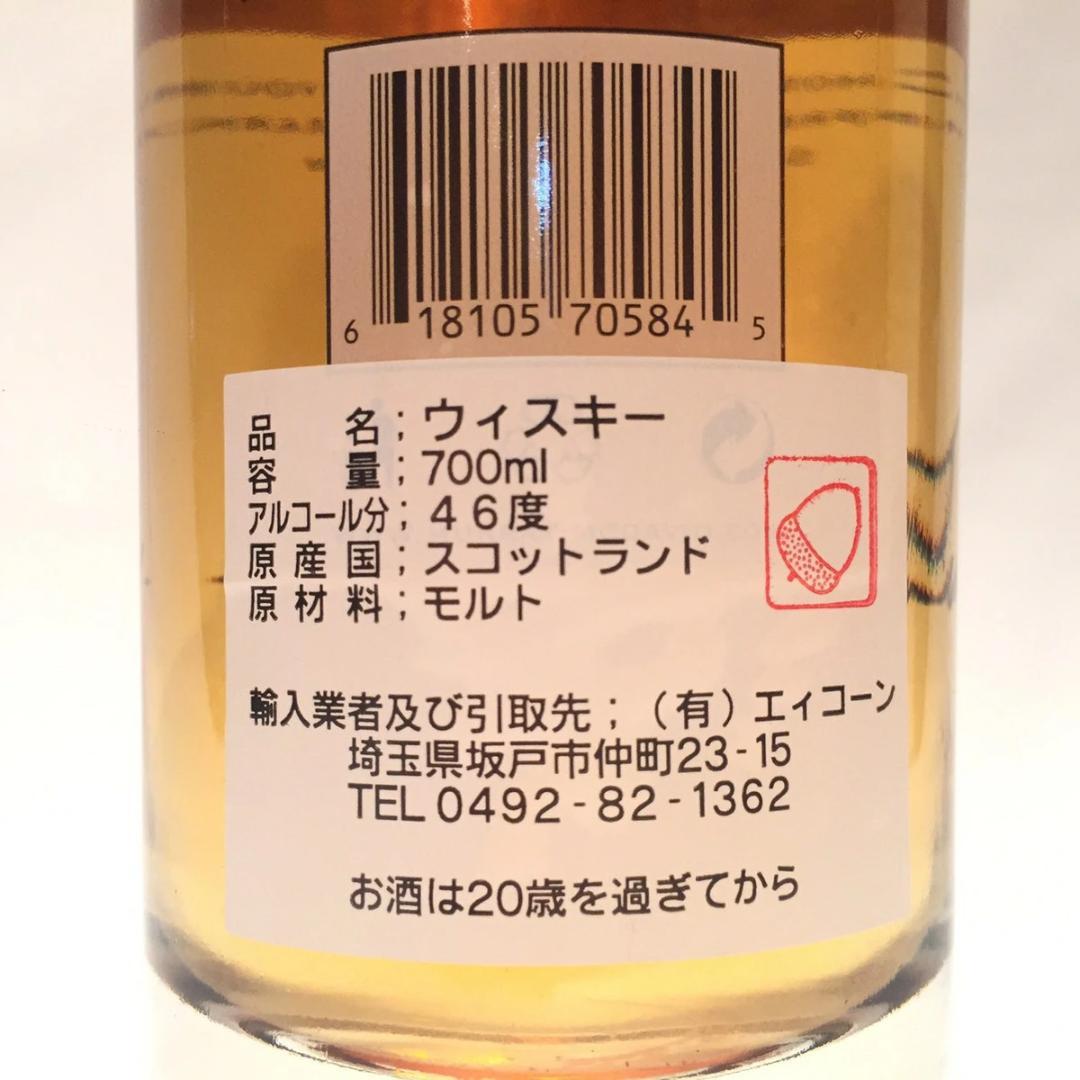 6 18105 70584 5
品名；ウィスキー
容量；700ml
アルコール分；４６度
原産国；スコットランド
原材料；モルト
輸入業者及び引取先；（有）エィコーン
埼玉県坂戸市仲町23-15
TEL 0492-82-1362
お酒は20歳を過ぎてから